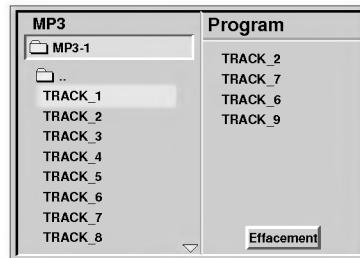 MP3
MP3-1
..
TRACK_1
TRACK_2
TRACK_3
TRACK_4
TRACK_5
TRACK_6
TRACK_7
TRACK_8
Program
TRACK_2
TRACK_7
TRACK_6
TRACK_9
Effacement